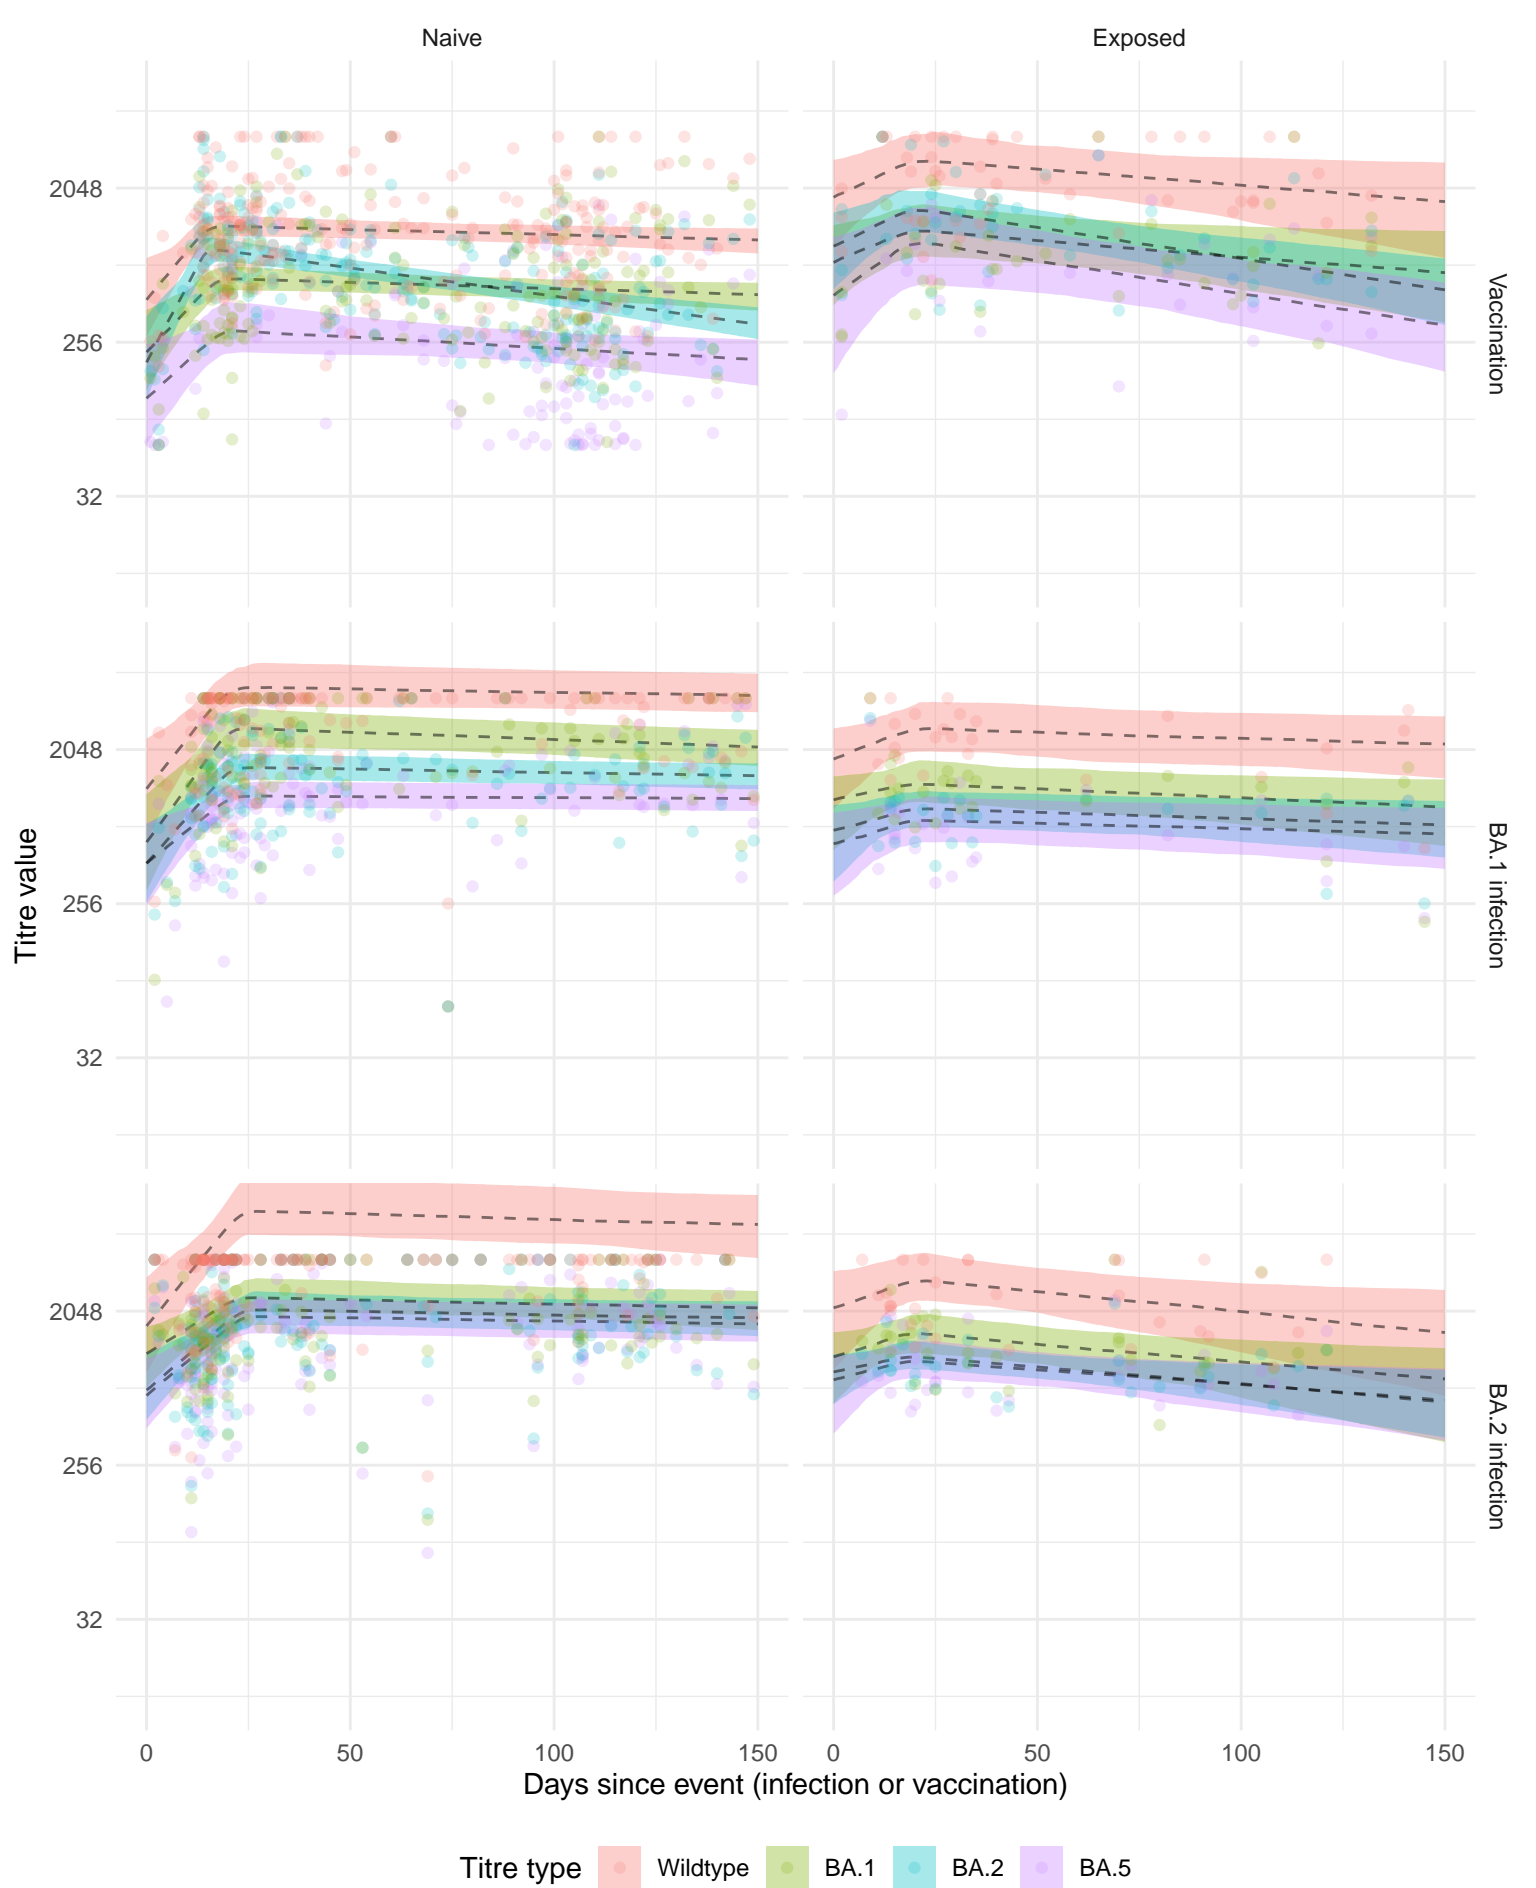 Naive
Exposed
2048
256
32
Vaccination
2048
256
32
BA.1 infection
2048
256
32
BA.2 infection
Titre value
0 50 100 150
0 50 100 150
Days since event (infection or vaccination)
Titre type Wildtype BA.1 BA.2 BA.5